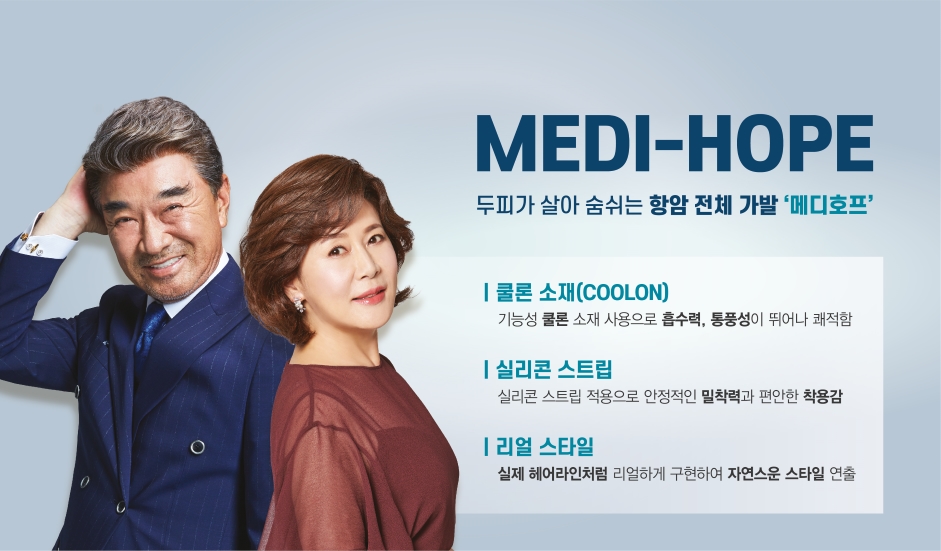 MEDI-HOPE
두피가 살아 숨쉬는 항암 전체 가발 ‘메디호프’
| 쿨론 소재(COOLON)
기능성 쿨론 소재 사용으로 흡수력, 통풍성이 뛰어나 쾌적함
| 실리콘 스트립
실리콘 스트립 적용으로 안정적인 밀착력과 편안한 착용감
| 리얼 스타일
실제 헤어라인처럼 리얼하게 구현하여 자연스운 스타일 연출